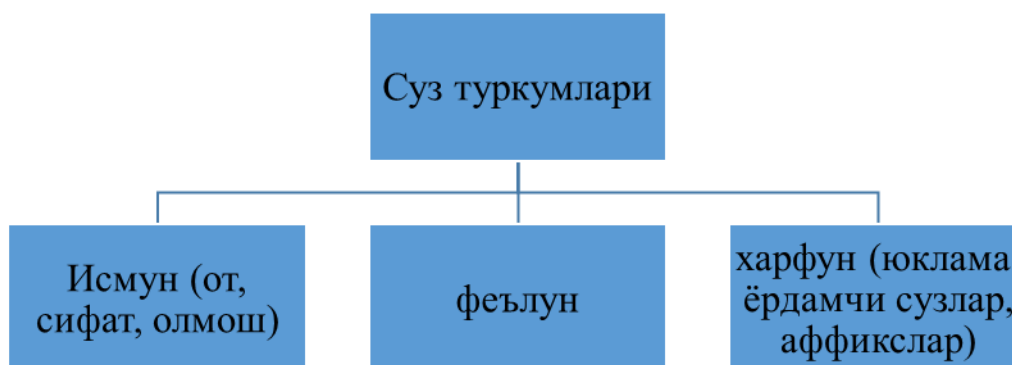 Суз туркумлари
Исмун (от,
сифат, олмош)
феълун
харфун (юклама
ёрдамчи сузлар,
аффикслар)